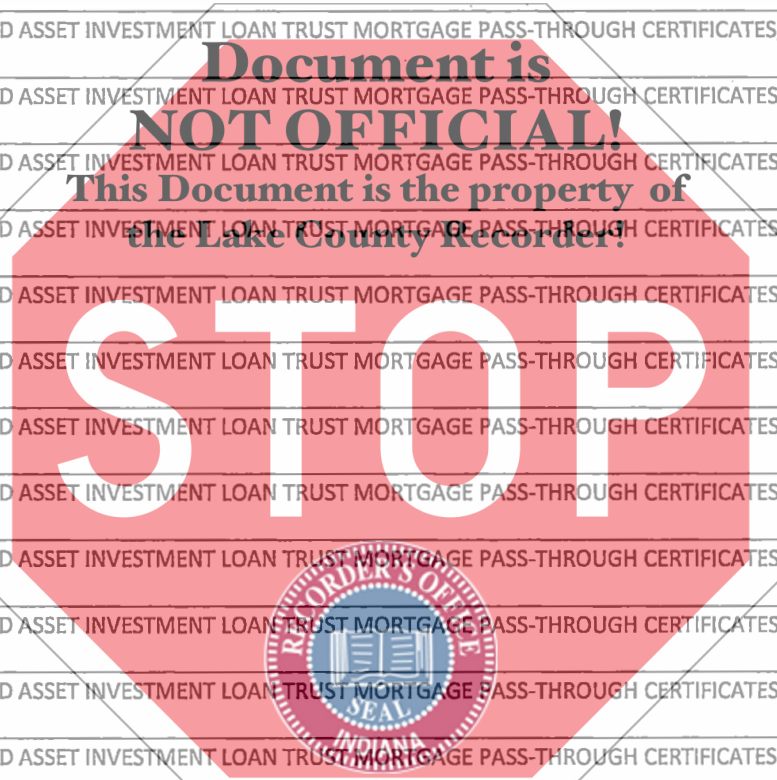 D ASSET INVESTMENT LOAN TRUST MORTGAGE PASS-THROUGH CERTIFICATES
Document is
D ASSET INVESTMENT LOAN TRUST MORTGAGE PASS-THROUGH CERTIFICATES
NOT OFFICIAL!
D ASSET INVESTMENT LOAN TRUST MORTGAGE PASS-THROUGH CERTIFICATES
This Document is the property of
D ASSET INVESTMENT LOAN TRUST MORTGAGE PASS-THROUGH CERTIFICATES
the Lake County Recorder!
D ASSET INVESTMENT LOAN TRUST MORTGAGE PASS-THROUGH CERTIFICATES
D ASSET INVESTMENT LOAN TRUST MORTGAGE PASS-THROUGH CERTIFICATES
STOP
D ASSET INVESTMENT LOAN TRUST MORTGAGE PASS-THROUGH CERTIFICATES
D ASSET INVESTMENT LOAN TRUST MORTGAGE PASS-THROUGH CERTIFICATES
D ASSET INVESTMENT LOAN TRUST MORTGAGE PASS-THROUGH CERTIFICATES
RECORDER'S OFFICE
D ASSET INVESTMENT LOAN TRUST MORTGAGE PASS-THROUGH CERTIFICATES
D ASSET INVESTMENT LOAN TRUST MORTGAGE PASS-THROUGH CERTIFICATES
SEAL
INDIANA
D ASSET INVESTMENT LOAN TRUST MORTGAGE PASS-THROUGH CERTIFICATES